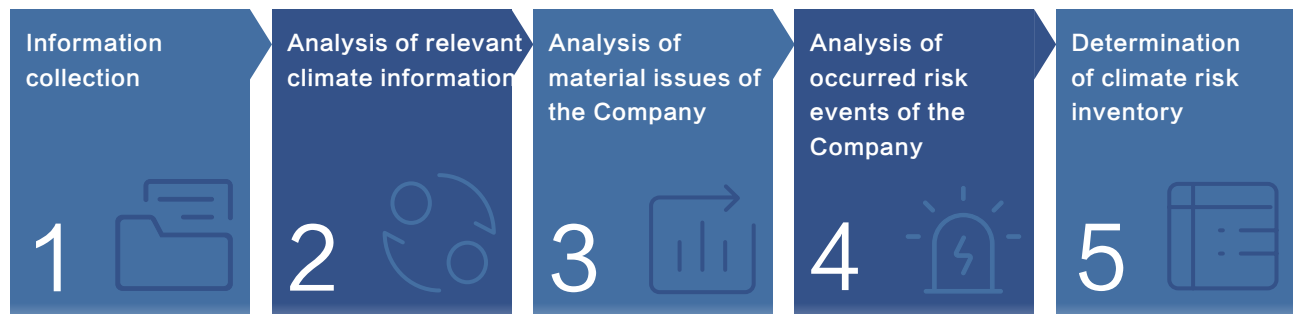 Information
collection
1
Analysis of relevant
climate information
2
Analysis of
material issues of
the Company
3
Analysis of
occurred risk
events of the
Company
4
Determination
of climate risk
inventory
5